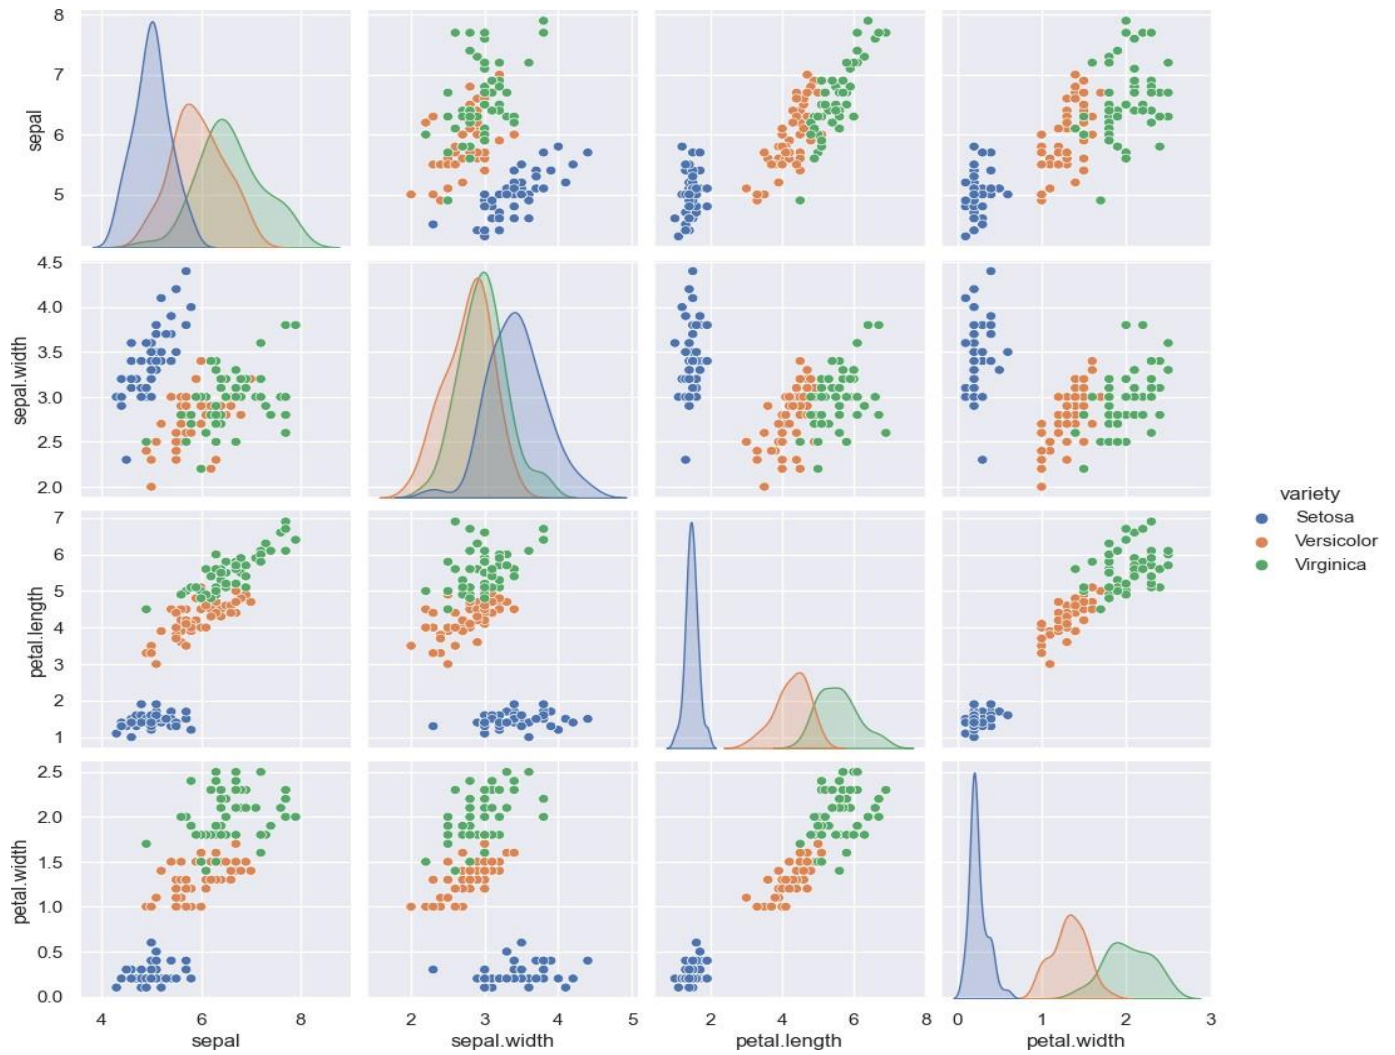 8
7
6
5
sepal
4.5
4.0
3.5
3.0
2.5
2.0
sepal.width
7
6
5
4
3
2
1
petal.length
2.5
2.0
1.5
1.0
0.5
0.0
petal.width
4 6 8
sepal
2 3 4 5
sepal.width
2 4 6 8
petal.length
0 1 2 3
petal.width
variety
Setosa
Versicolor
Virginica